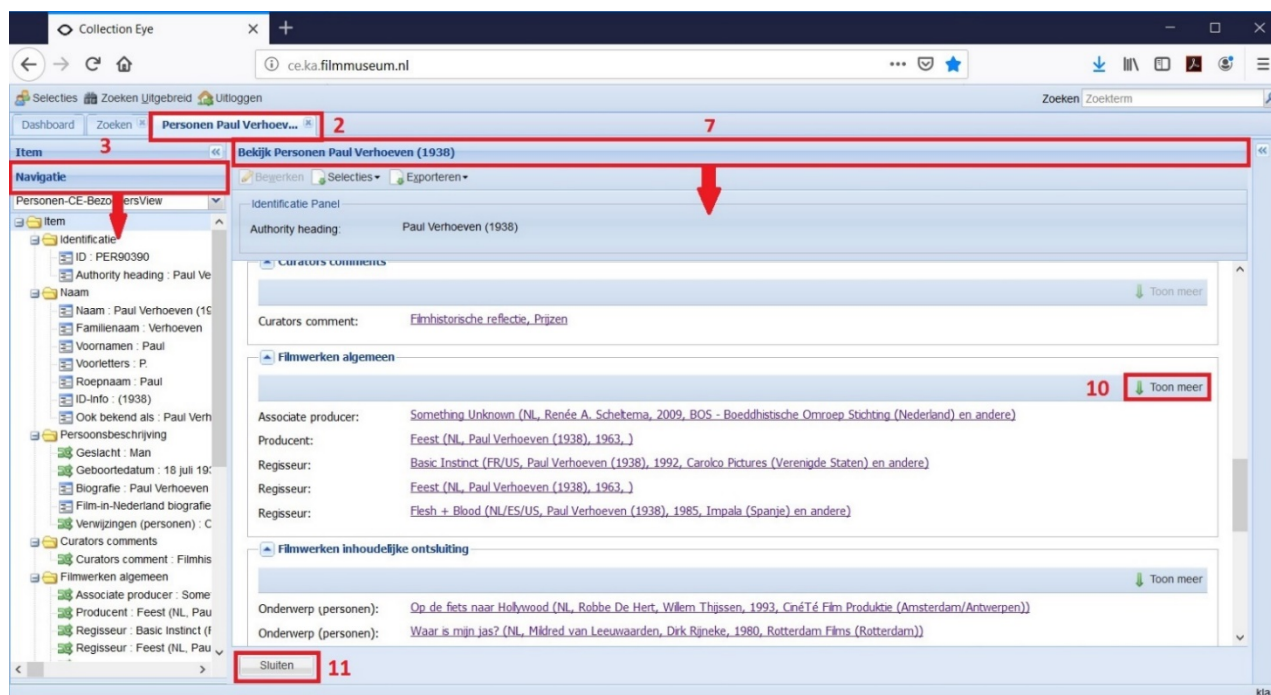 Collection Eye
ce.ka.filmmuseum.nl
Selecties Zoeken Uitgebreid Uitloggen
Zoeken Zoekterm
Dashboard Zoeken Personen Paul Verhoev... 2
3
7
Item
Navigatie
Personen-CE-Bezo ersView
Item
Identificatie
ID : PER90390
Authority heading : Paul Ve
Naam
Naam : Paul Verhoeven (19
Familienaam : Verhoeven
Voornamen : Paul
Voorletters : P.
Roepnaam : Paul
ID-Info : (1938)
Ook bekend als : Paul Verh
Persoonsbeschrijving
Geslacht : Man
Geboortedatum : 18 juli 193
Biografie : Paul Verhoeven
Film-in-Nederland biografie
Verwijzingen (personen) : C
Curators comments
Curators comment : Filmhis
Filmwerken algemeen
Associate producer : Some
Producent : Feest (NL, Pau
Regisseur : Basic Instinct (F
Regisseur : Feest (NL, Pau
Bekijk Personen Paul Verhoeven (1938)
Bewerken Selecties Exporteren
Identificatie Panel
Authority heading: Paul Verhoeven (1938)
Curators comments
Toon meer
Curators comment: Filmhistorische reflectie, Prijzen
Filmwerken algemeen
10 Toon meer
Associate producer: Something Unknown (NL, Renée A. Scheltema, 2009, BOS - Boeddhistische Omroep Stichting (Nederland) en andere)
Producent: Feest (NL, Paul Verhoeven (1938), 1963, )
Regisseur: Basic Instinct (FR/US, Paul Verhoeven (1938), 1992, Carolco Pictures (Verenigde Staten) en andere)
Regisseur: Feest (NL, Paul Verhoeven (1938), 1963, )
Regisseur: Flesh + Blood (NL/ES/US, Paul Verhoeven (1938), 1985, Impala (Spanje) en andere)
Filmwerken inhoudelijke ontsluiting
Toon meer
Onderwerp (personen): Op de fiets naar Hollywood (NL, Robbe De Hert, Willem Thijssen, 1993, CinéTé Film Produktie (Amsterdam/Antwerpen))
Onderwerp (personen): Waar is mijn jas? (NL, Mildred van Leeuwaarden, Dirk Rijneke, 1980, Rotterdam Films (Rotterdam))
Sluiten 11
kla